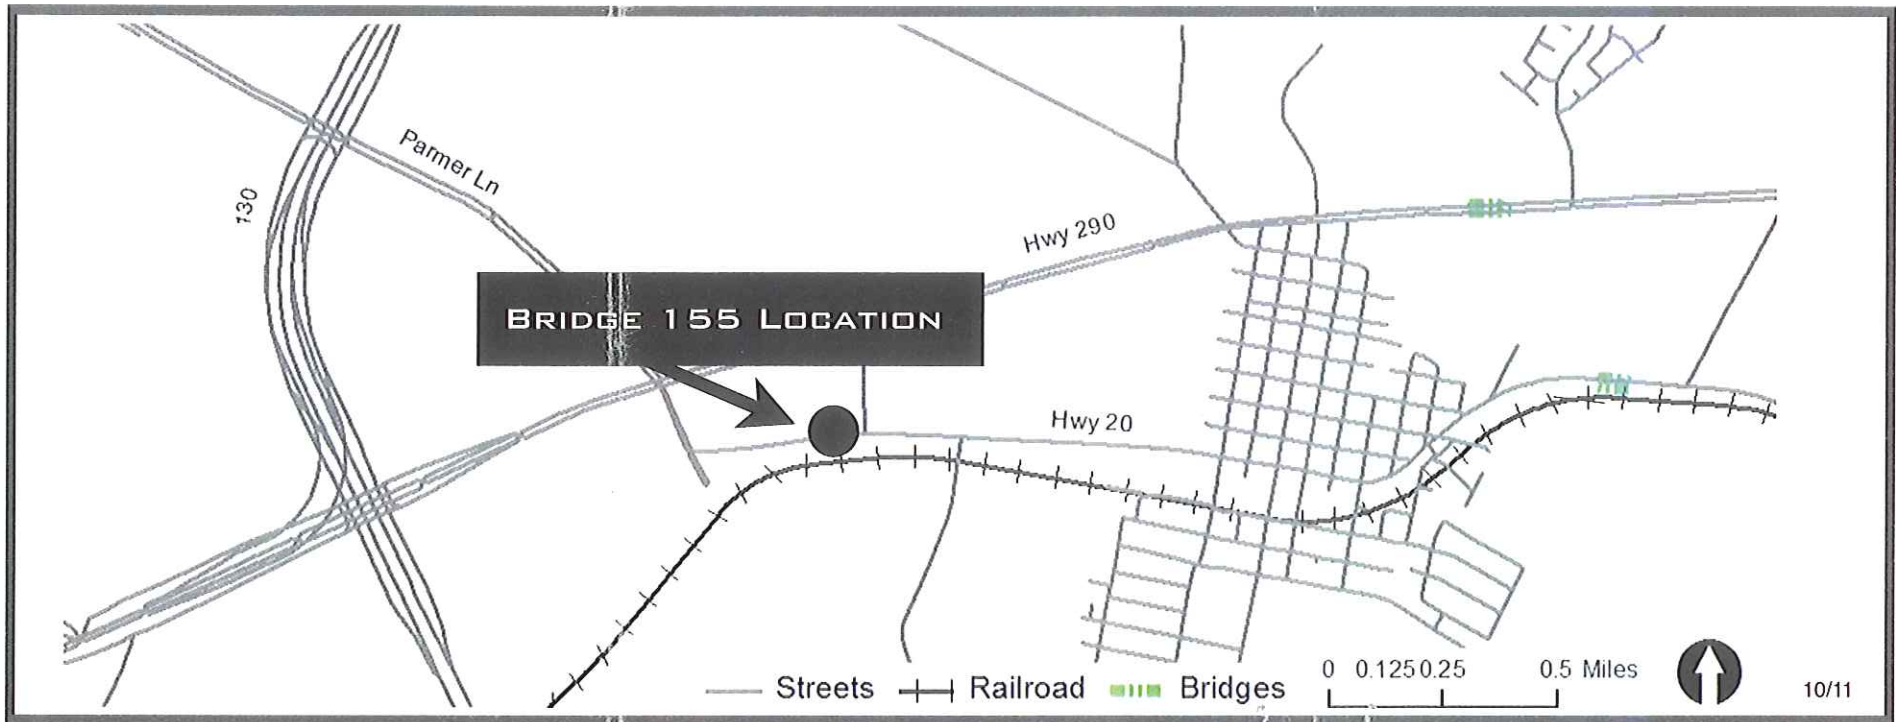 Parmer Ln
130
Hwy 290
BRIDGE 155 LOCATION
Hwy 20
Streets Railroad Bridges
0 0.125 0.25 0.5 Miles
10/11